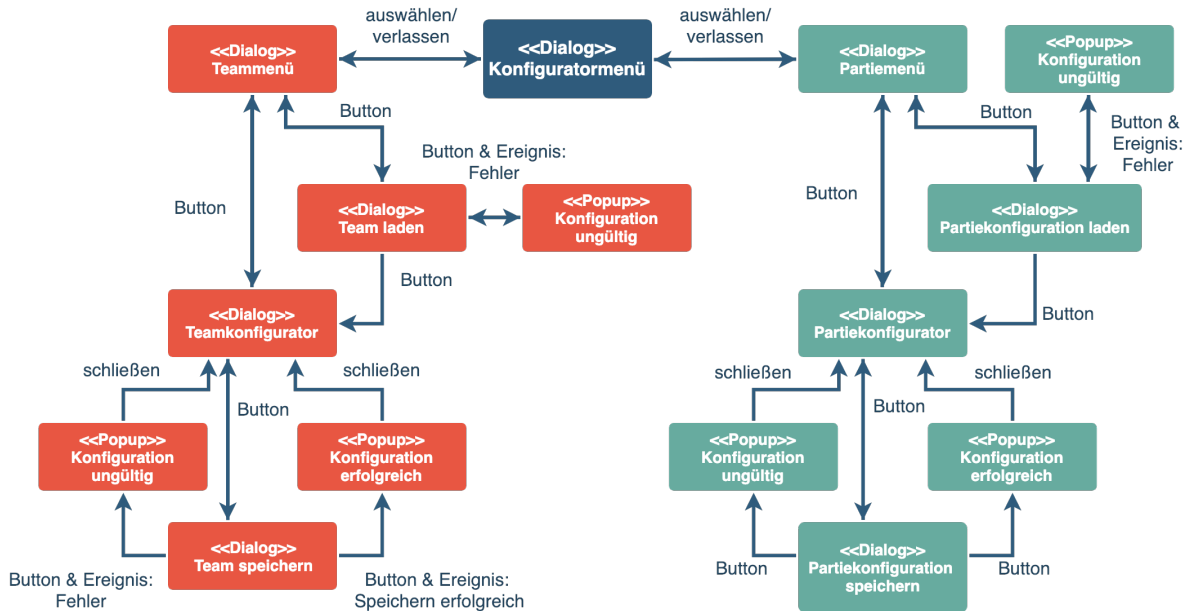 auswählen/
verlassen
auswählen/
verlassen
<<Dialog>>
Teammenü
<<Dialog>>
Konfiguratormenü
<<Dialog>>
Partiemenü
<<Popup>>
Konfiguration
ungültig
Button
Button
Button &
Ereignis:
Fehler
Button & Ereignis:
Fehler
Button
Button
<<Dialog>>
Team laden
<<Popup>>
Konfiguration
ungültig
<<Dialog>>
Partiekonfiguration laden
Button
Button
<<Dialog>>
Teamkonfigurator
<<Dialog>>
Partiekonfigurator
schließen
schließen
schließen
schließen
Button
Button
<<Popup>>
Konfiguration
ungültig
<<Popup>>
Konfiguration
erfolgreich
<<Popup>>
Konfiguration
ungültig
<<Popup>>
Konfiguration
erfolgreich
<<Dialog>>
Team speichern
<<Dialog>>
Partiekonfiguration
speichern
Button & Ereignis:
Fehler
Button & Ereignis:
Speichern erfolgreich
Button
Button